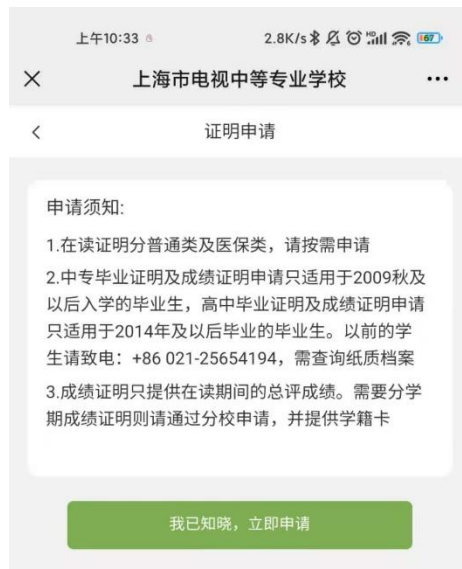 上午10:33
2.8K/s
67
上海市电视中等专业学校
证明申请
申请须知:
1.在读证明分普通类及医保类，请按需申请
2.中专毕业证明及成绩证明申请只适用于2009秋及
以后入学的毕业生，高中毕业证明及成绩证明申请
只适用于2014年及以后毕业的毕业生。以前的学
生请致电：+86 021-25654194，需查询纸质档案
3.成绩证明只提供在读期间的总评成绩。需要分学
期成绩证明则请通过分校申请，并提供学籍卡
我已知晓，立即申请